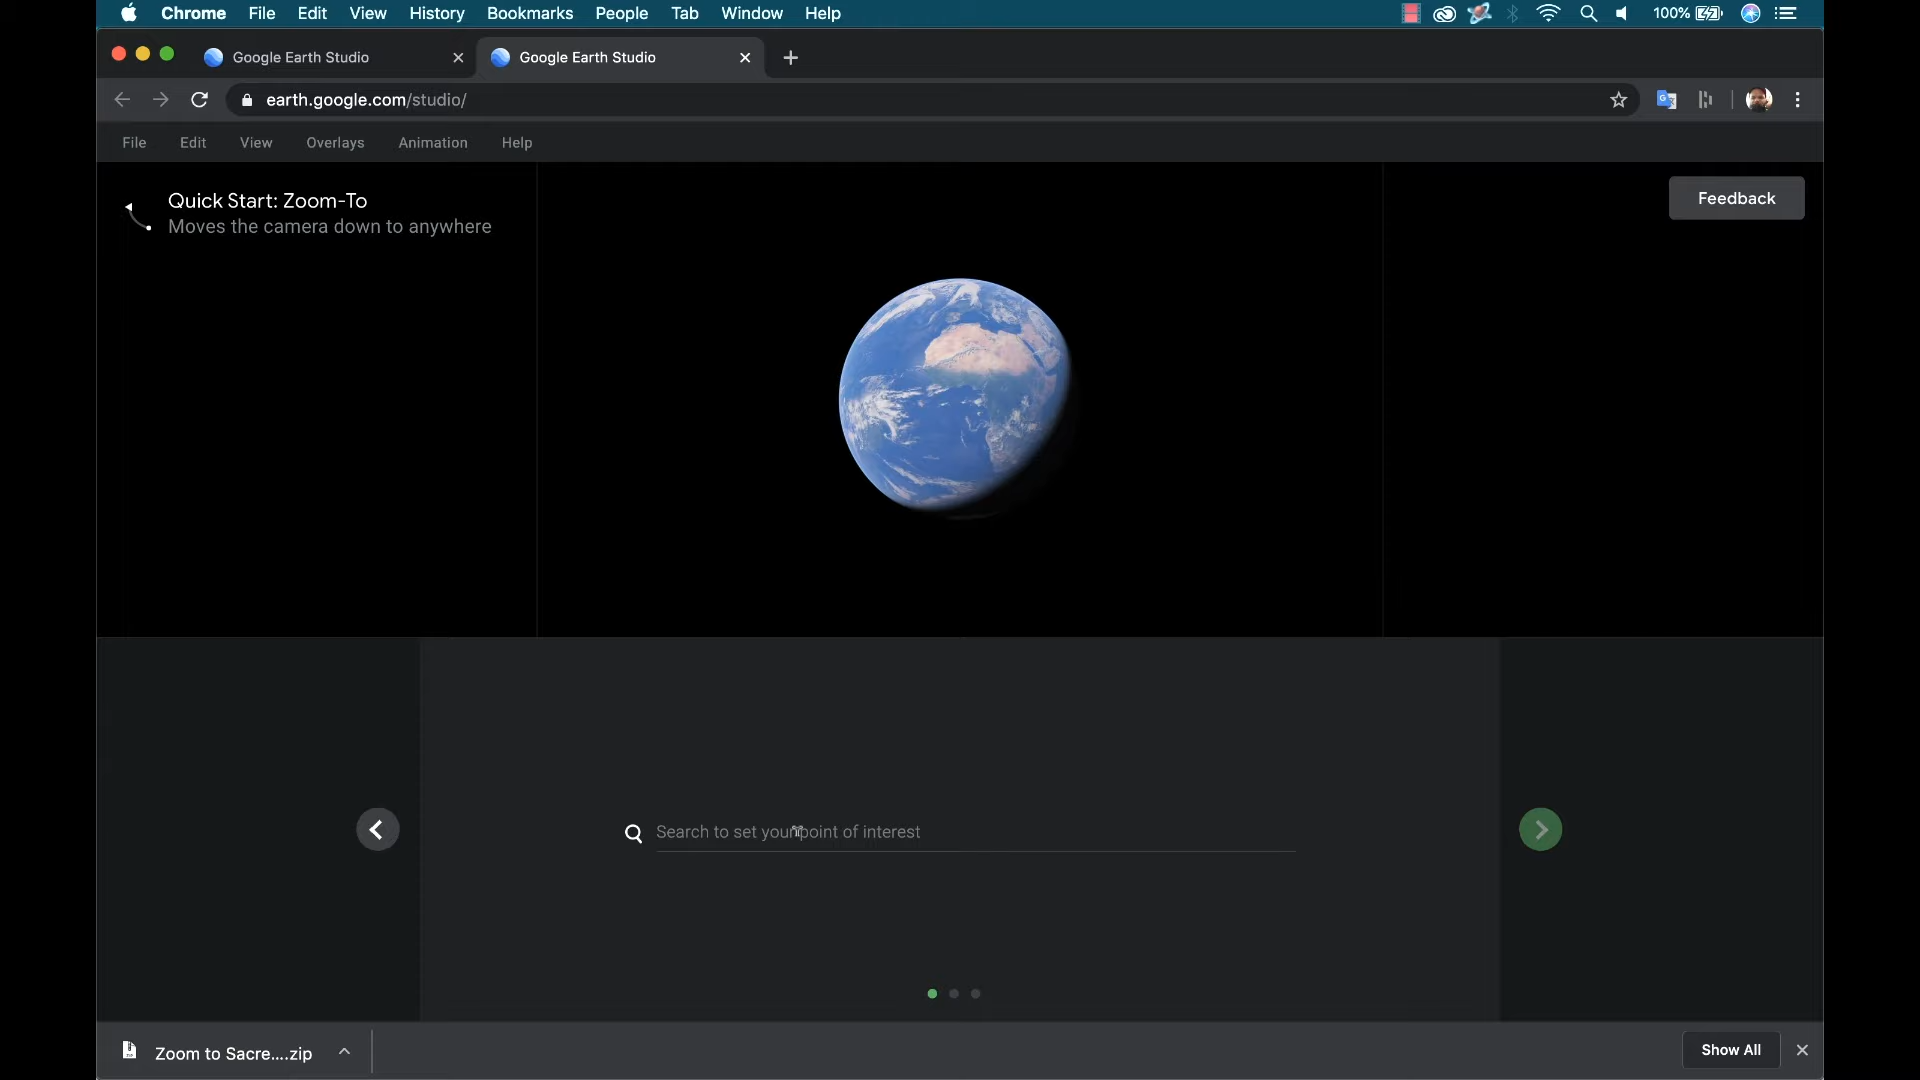 Chrome File Edit View History Bookmarks People Tab Window Help 100%
Google Earth Studio Google Earth Studio
earth.google.com/studio/
File Edit View Overlays Animation Help
Quick Start: Zoom-To
Moves the camera down to anywhere
Feedback
Search to set your point of interest
Zoom to Sacre....zip
Show All